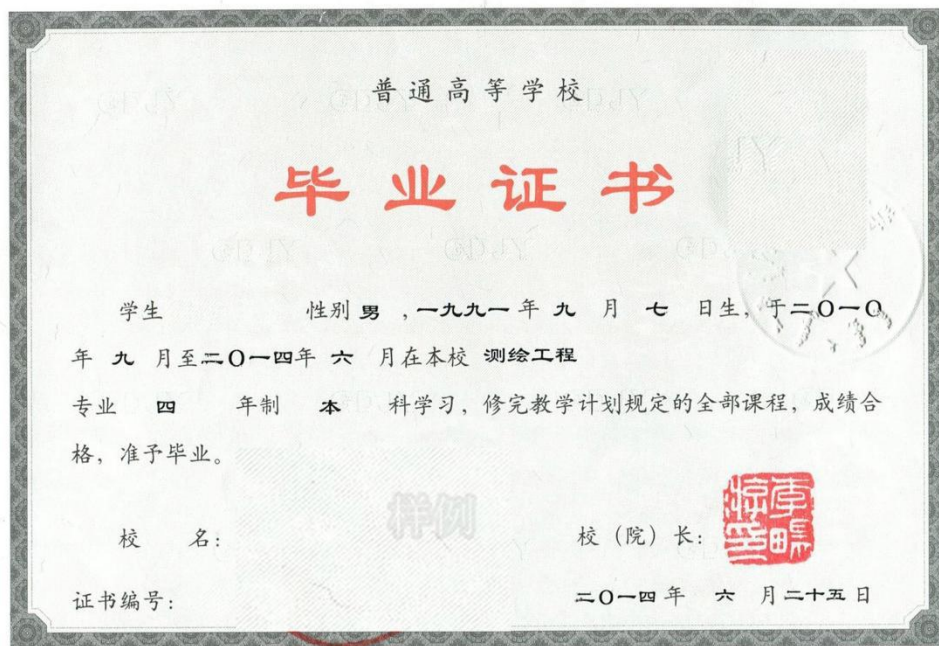 普通高等学校
毕业证书
学生 性别 男 ,一九九一年 九 月 七 日生, 于二〇一〇
年 九 月至二〇一四年 六 月在本校 测绘工程
专业 四 年制 本 科学习, 修完教学计划规定的全部课程, 成绩合
格, 准予毕业。
样例
校 名: 校（院）长:
证书编号: 二〇一四年 六 月二十五日